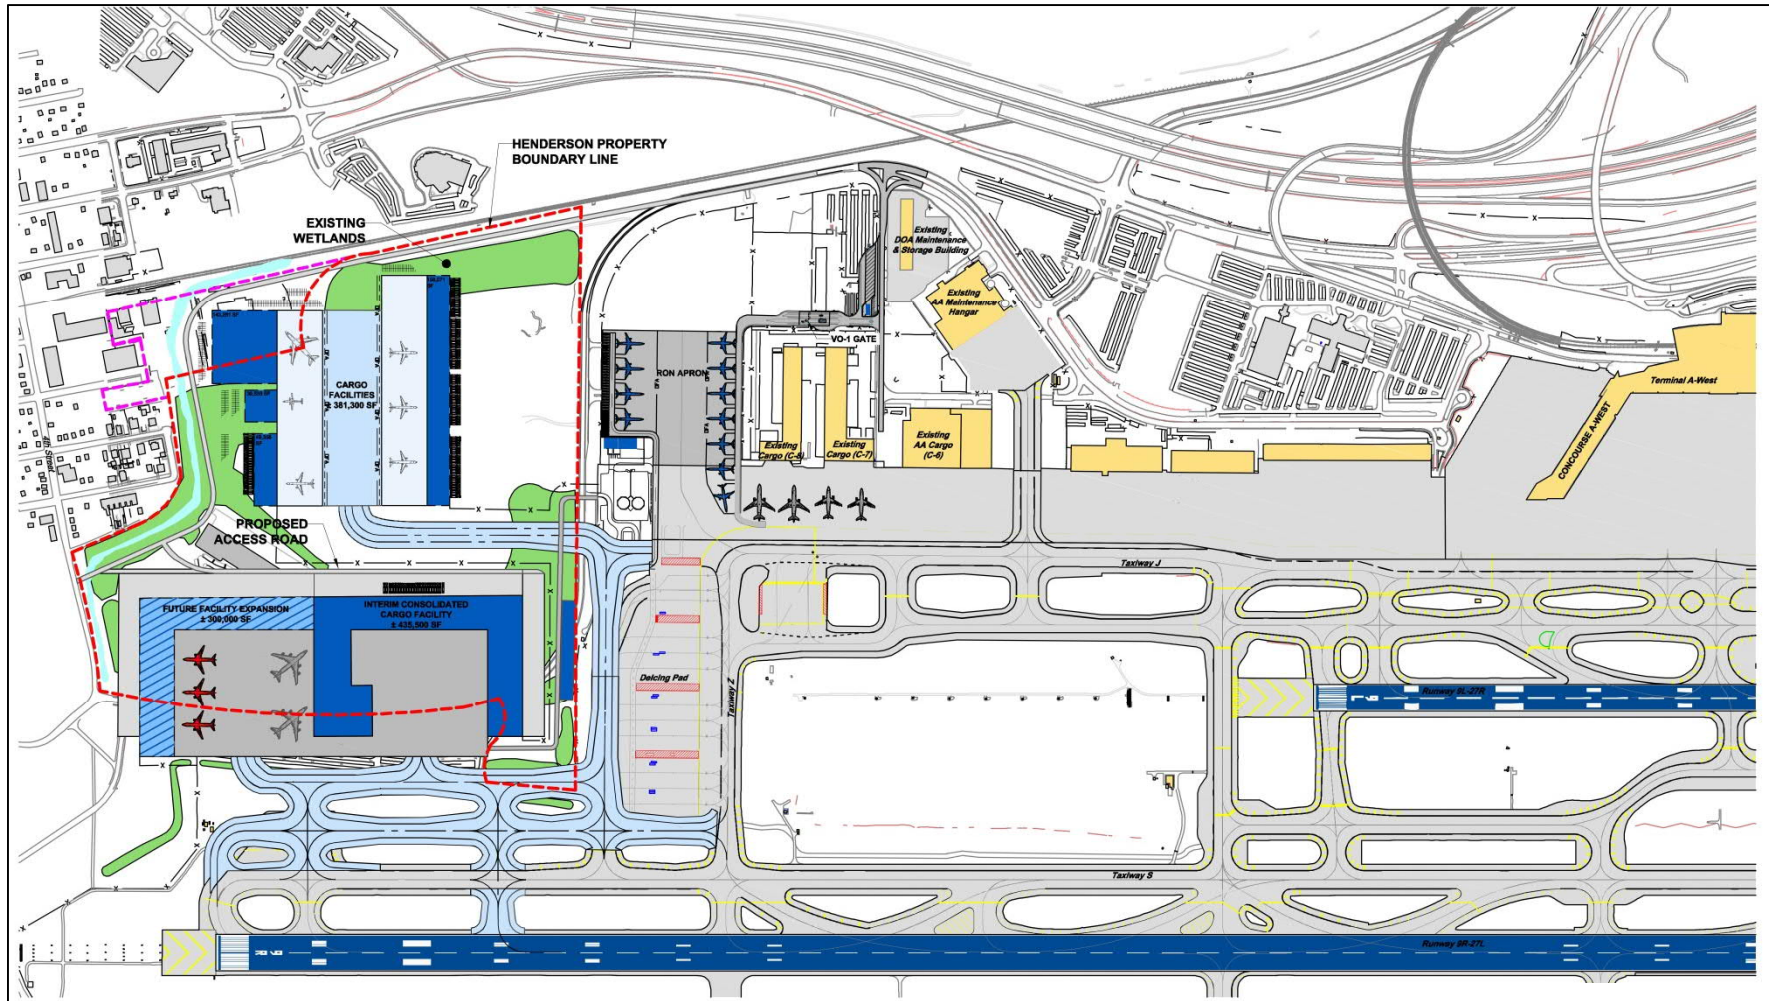 HENDERSON PROPERTY
BOUNDARY LINE
EXISTING
WETLANDS
Existing
DOA Maintenance
& Storage Building
Existing
AA Maintenance
Hangar
VO-1 GATE
RON APRON
CARGO
FACILITIES
± 381,300 SF
Existing
Cargo (C-7)
Existing
AA Cargo
(C-6)
Terminal A-West
CONCOURSE A-WEST
4th Street
PROPOSED
ACCESS ROAD
Taxiway J
FUTURE FACILITY EXPANSION
± 300,000 SF
INTERIM CONSOLIDATED
CARGO FACILITY
± 435,500 SF
Deicing Pad
Taxiway Z
Runway 9L-27R
Taxiway S
Runway 9R-27L